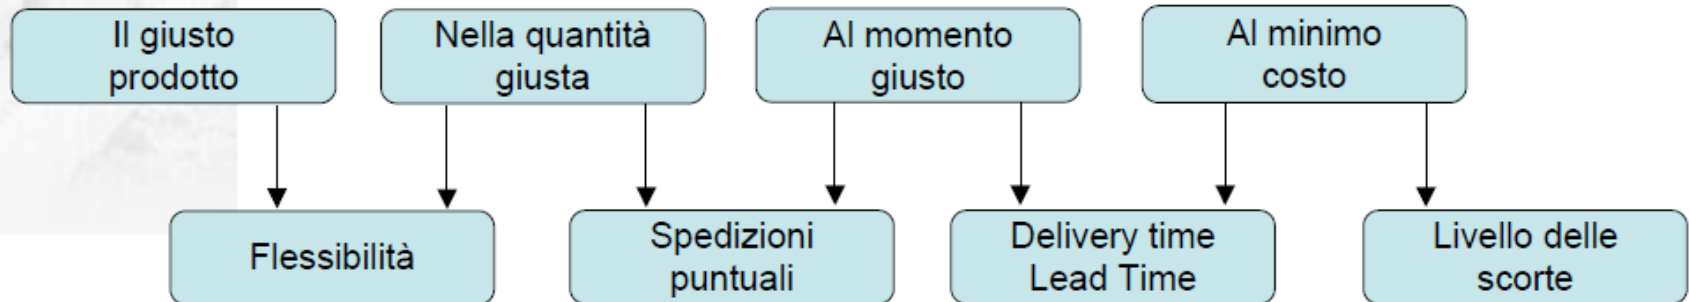 Il giusto
prodotto
Nella quantità
giusta
Al momento
giusto
Al minimo
costo
Flessibilità
Spedizioni
puntuali
Delivery time
Lead Time
Livello delle
scorte